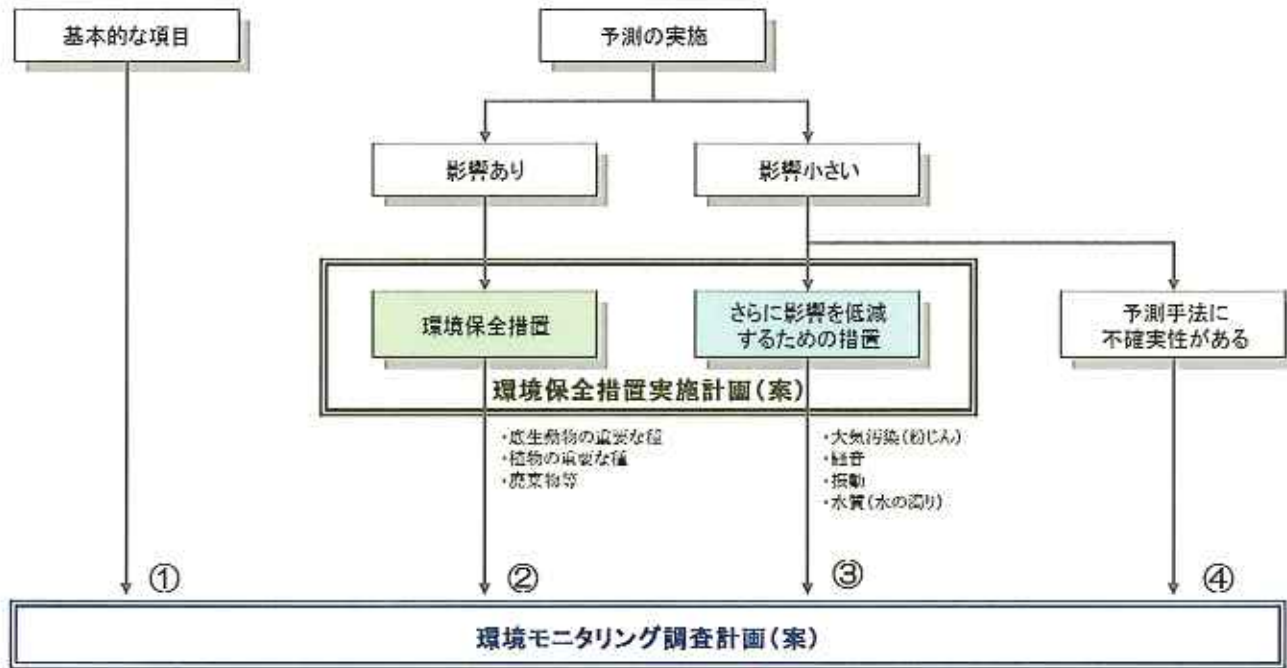 基本的な項目
予測の実施
影響あり
影響小さい
環境保全措置
さらに影響を低減
するための措置
予測手法に
不確実性がある
環境保全措置実施計画(案)
・底生動物の重要な種
・植物の重要な種
・廃棄物等
・大気汚染(粉じん)
・騒音
・振動
・水質(水の濁り)
①
②
③
④
環境モニタリング調査計画(案)